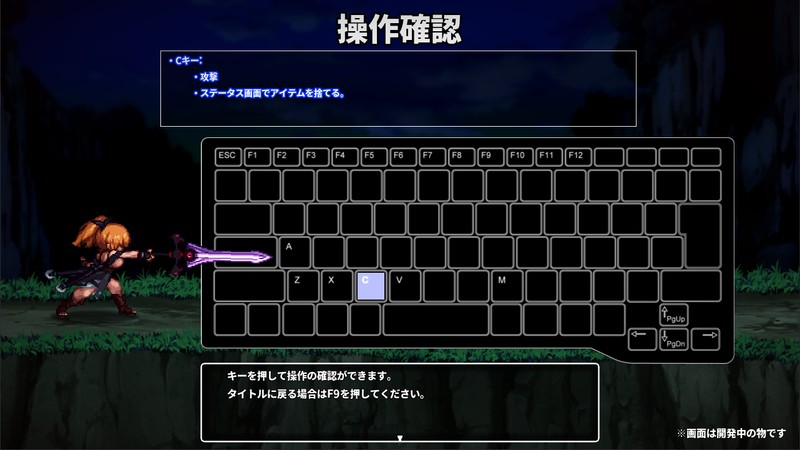 操作確認
・Cキー:
・攻撃
・ステータス画面でアイテムを捨てる。
ESC F1 F2 F3 F4 F5 F6 F7 F8 F9 F10 F11 F12
A
Z X C V M
↑PgUp
← ↓PgDn →
キーを押して操作の確認ができます。
タイトルに戻る場合はF9を押してください。
※画面は開発中の物です